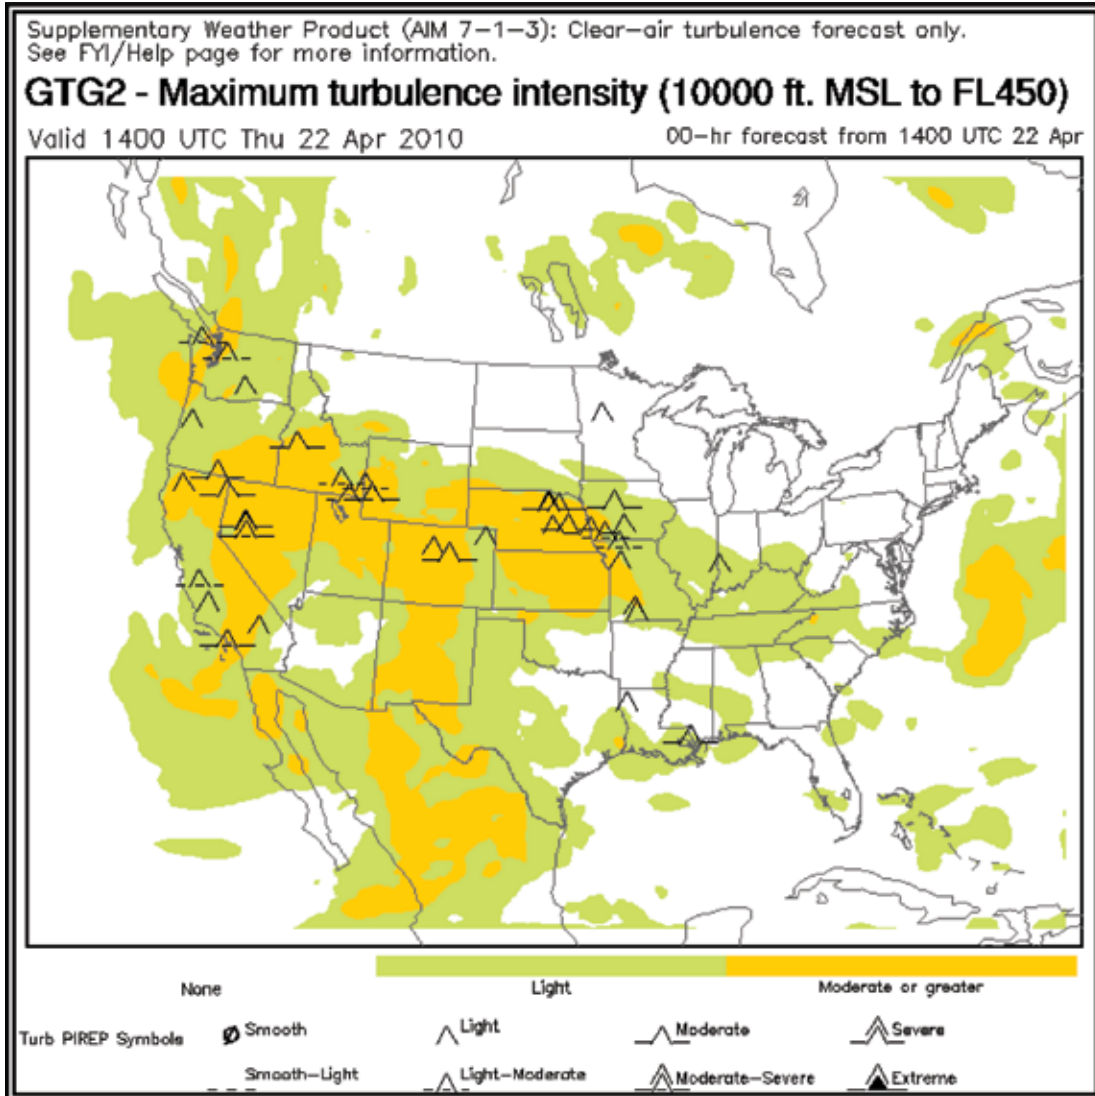 Supplementary Weather Product (AIM 7-1-3): Clear-air turbulence forecast only.
See FYI/Help page for more information.
GTG2 - Maximum turbulence intensity (10000 ft. MSL to FL450)
Valid 1400 UTC Thu 22 Apr 2010 00-hr forecast from 1400 UTC 22 Apr
None Light Moderate or greater
Turb PIREP Symbols Smooth Light Moderate Severe
Smooth-Light Light-Moderate Moderate-Severe Extreme